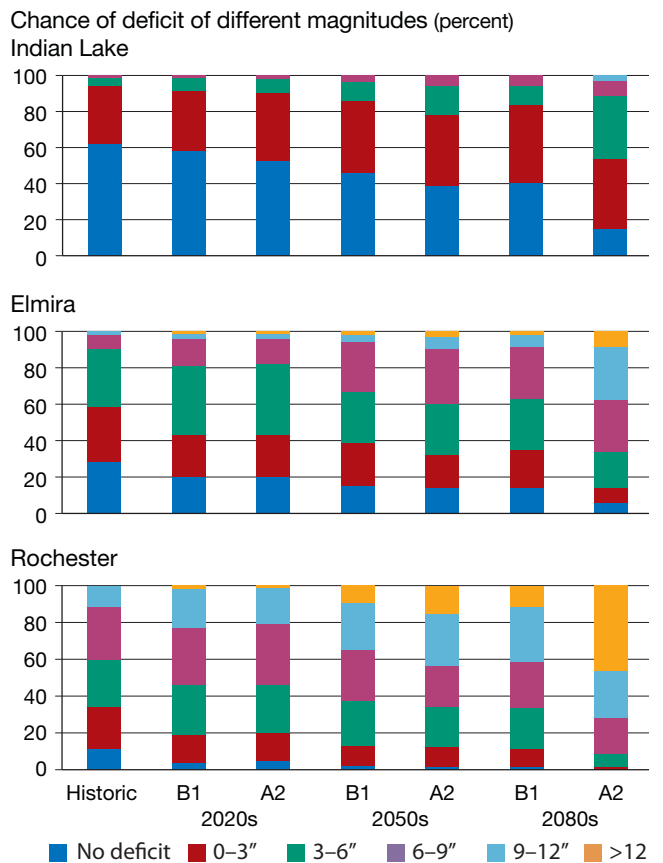 Chance of deficit of different magnitudes (percent)
Indian Lake
100
80
60
40
20
0
Elmira
100
80
60
40
20
0
Rochester
100
80
60
40
20
0
Historic B1 A2 B1 A2 B1 A2
2020s 2050s 2080s
No deficit 0–3″ 3–6″ 6–9″ 9–12″ >12